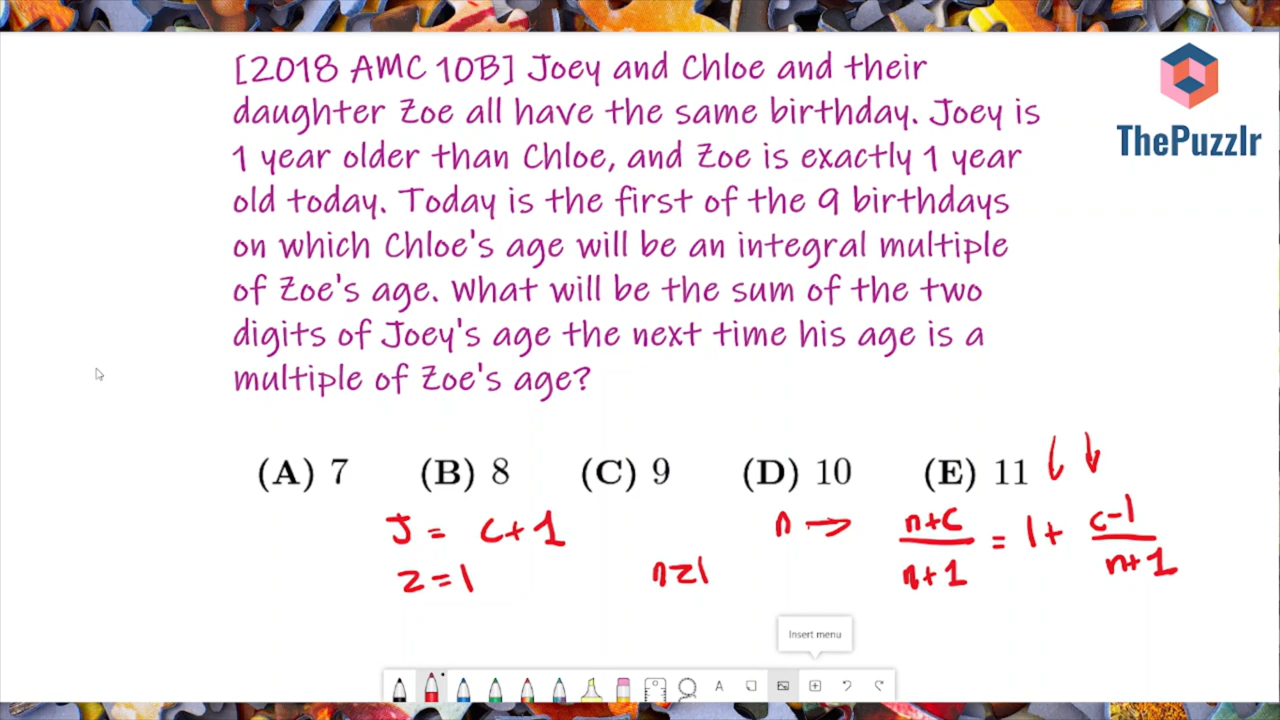 [2018 AMC 10B] Joey and Chloe and their
daughter Zoe all have the same birthday. Joey is
1 year older than Chloe, and Zoe is exactly 1 year
old today. Today is the first of the 9 birthdays
on which Chloe's age will be an integral multiple
of Zoe's age. What will be the sum of the two
digits of Joey's age the next time his age is a
multiple of Zoe's age?
ThePuzzlr
(A) 7 (B) 8 (C) 9 (D) 10 (E) 11
J = C+1
z = 1
n →
n+c / n+1 = 1 + c-1 / n+1
Insert menu
A